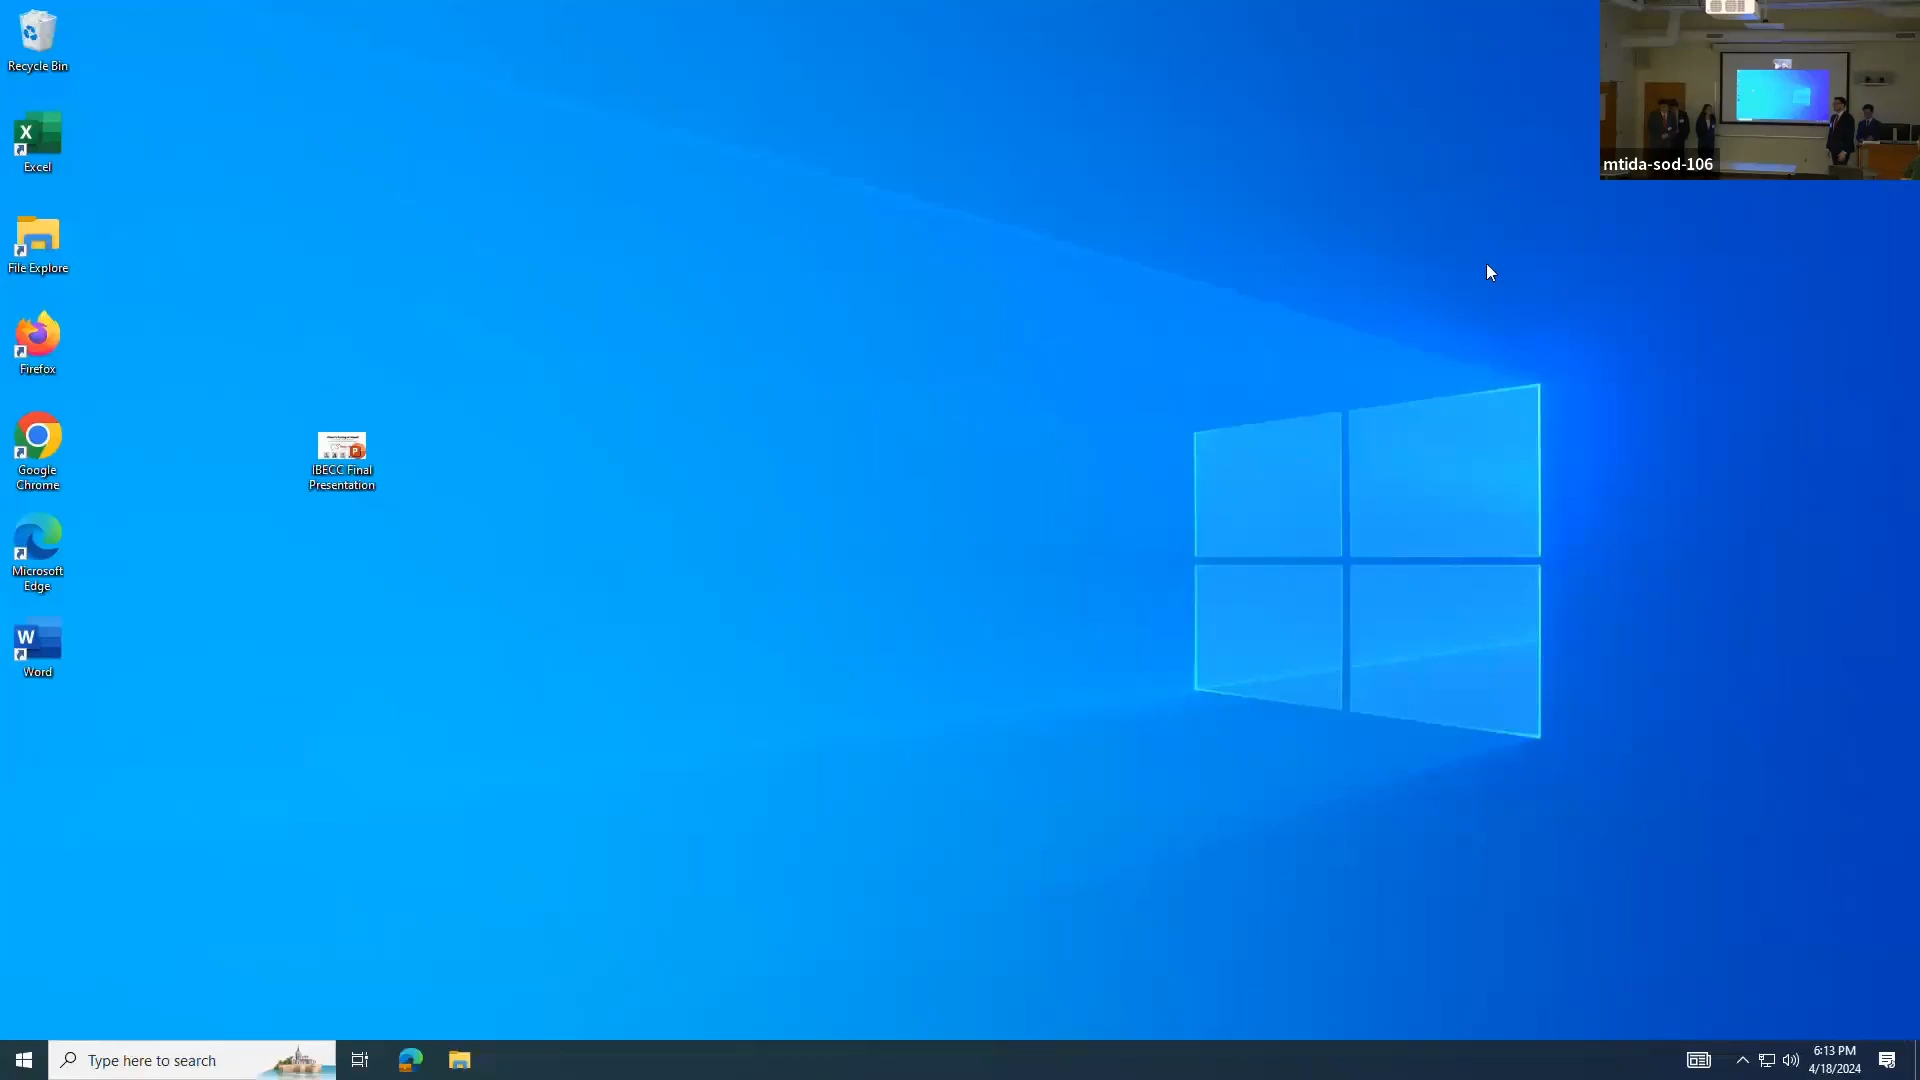 Recycle Bin
Excel
File Explore
Firefox
Google
Chrome
Microsoft
Edge
Word
IBECC Final
Presentation
mtida-sod-106
Type here to search
6:13 PM
4/18/2024